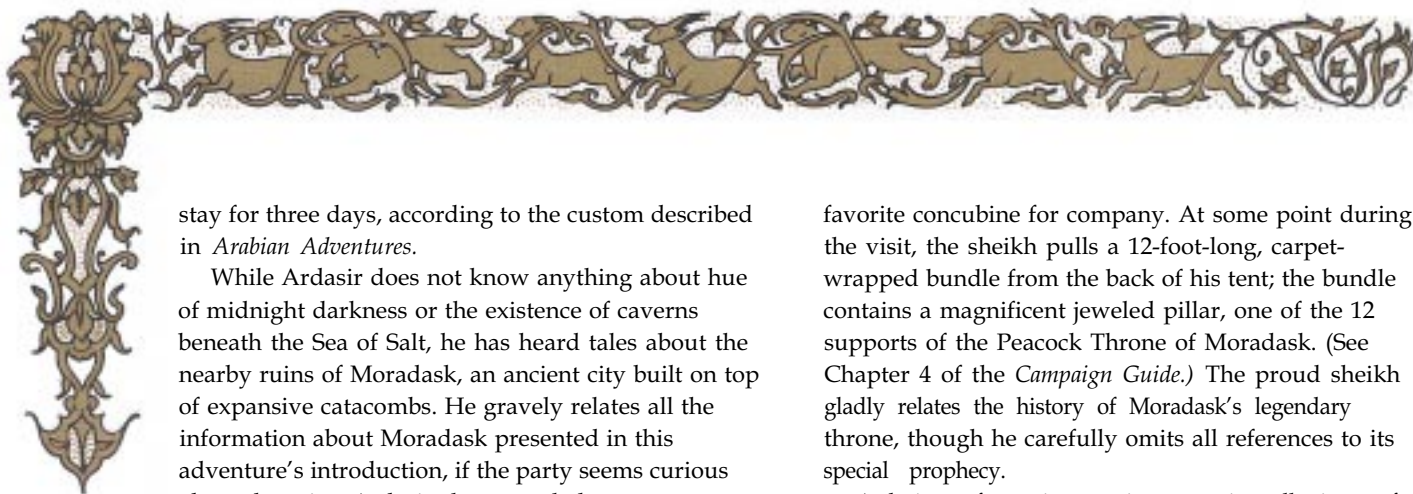 stay for three days, according to the custom described
in Arabian Adventures.
While Ardasir does not know anything about hue
of midnight darkness or the existence of caverns
beneath the Sea of Salt, he has heard tales about the
nearby ruins of Moradask, an ancient city built on top
of expansive catacombs. He gravely relates all the
information about Moradask presented in this
adventure's introduction, if the party seems curious
favorite concubine for company. At some point during
the visit, the sheikh pulls a 12-foot-long, carpet-
wrapped bundle from the back of his tent; the bundle
contains a magnificent jeweled pillar, one of the 12
supports of the Peacock Throne of Moradask. (See
Chapter 4 of the Campaign Guide.) The proud sheikh
gladly relates the history of Moradask's legendary
throne, though he carefully omits all references to its
special prophecy.